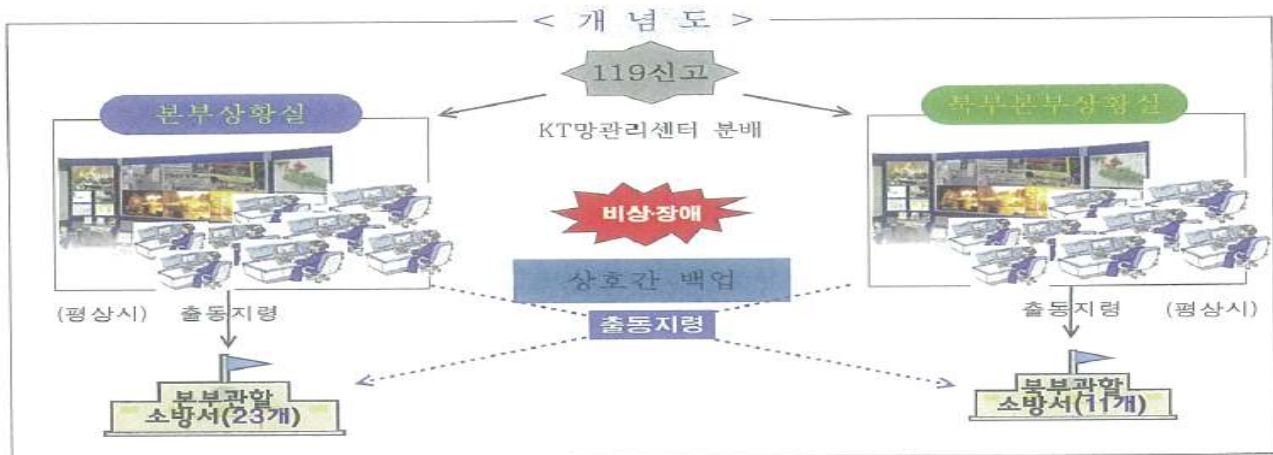 < 개 념 도 >
119신고
본부상황실
북부본부상황실
KT망관리센터 분배
비상·장애
상호간 백업
(평상시) 출동지령
출동지령
출동지령 (평상시)
본부관할
소방서(23개)
북부관할
소방서(11개)